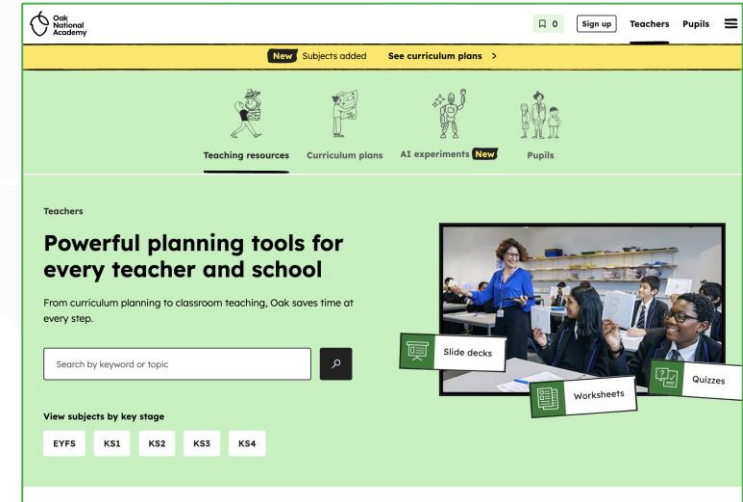 Oak
National
Academy
0
Sign up
Teachers
Pupils
New Subjects added See curriculum plans >
Teaching resources
Curriculum plans
AI experiments New
Pupils
Teachers
Powerful planning tools for
every teacher and school
From curriculum planning to classroom teaching, Oak saves time at
every step.
Search by keyword or topic
Slide decks
Worksheets
Quizzes
View subjects by key stage
EYFS
KS1
KS2
KS3
KS4